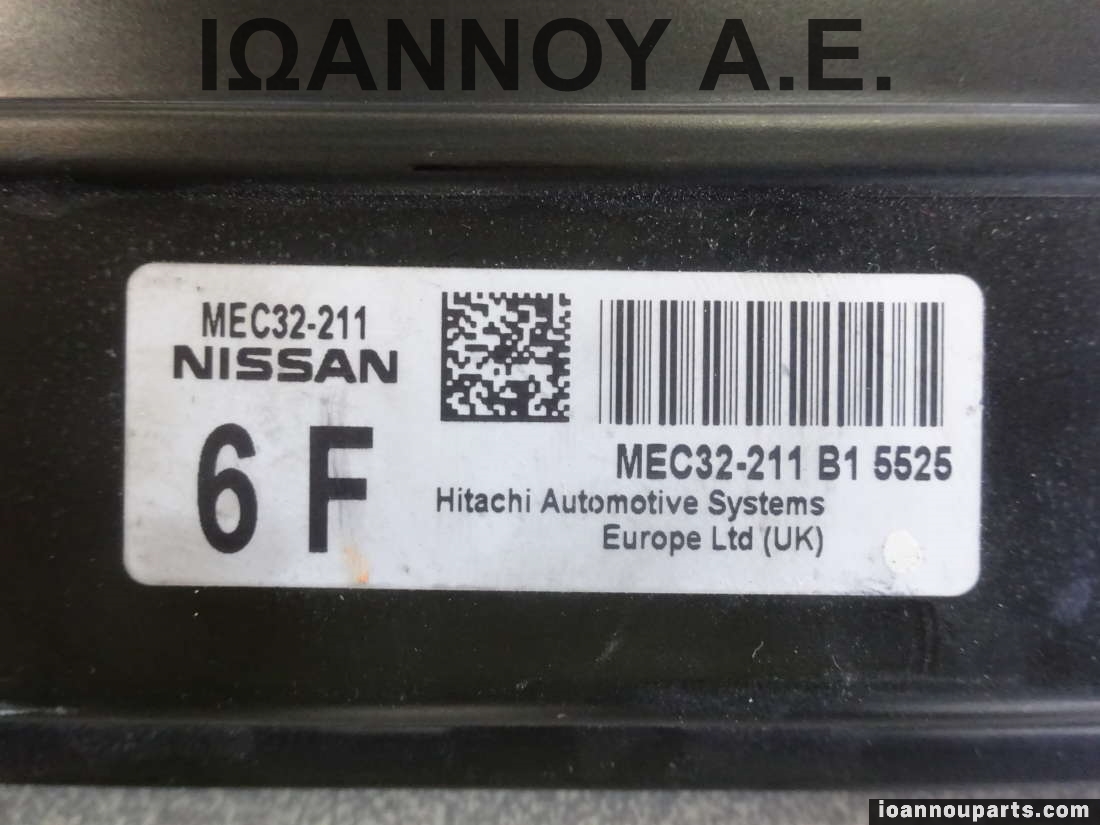 ΙΩΑΝΝΟΥ Α.Ε.
MEC32-211
NISSAN
6 F
MEC32-211 B1 5525
Hitachi Automotive Systems
Europe Ltd (UK)
ioannouparts.com